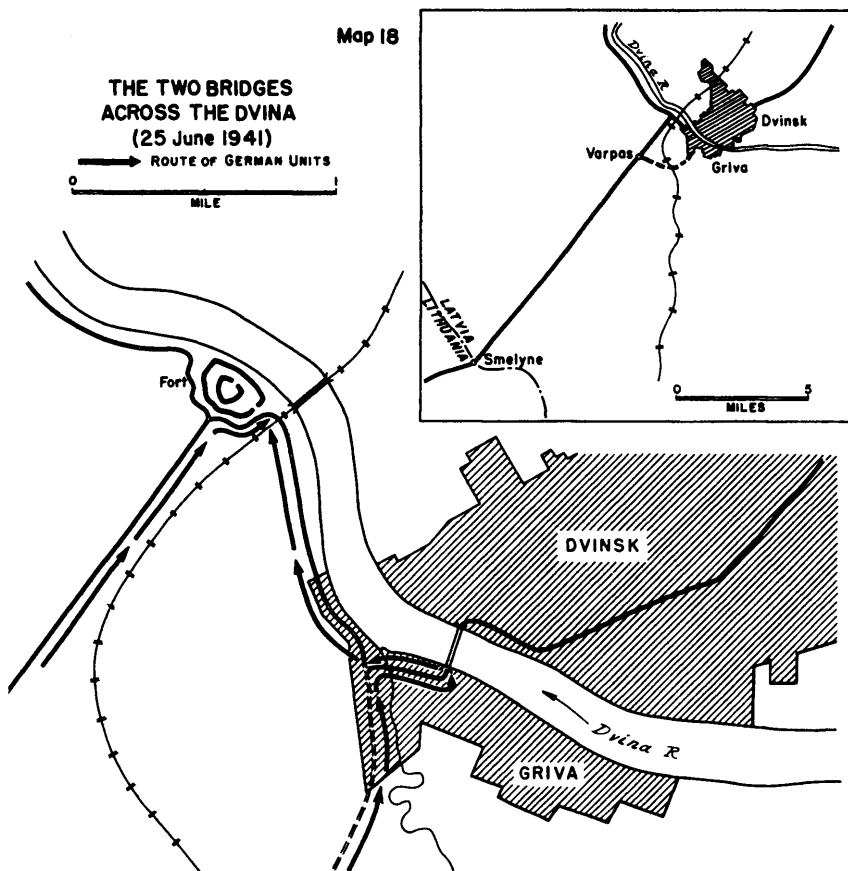 Map 18
THE TWO BRIDGES
ACROSS THE DVINA
(25 June 1941)
ROUTE OF GERMAN UNITS
0 1
MILE
Dvina R
Dvinsk
Varpas
Griva
LATVIA
LITHUANIA
Smelyne
0 5
MILES
Fort
DVINSK
Dvina R
GRIVA